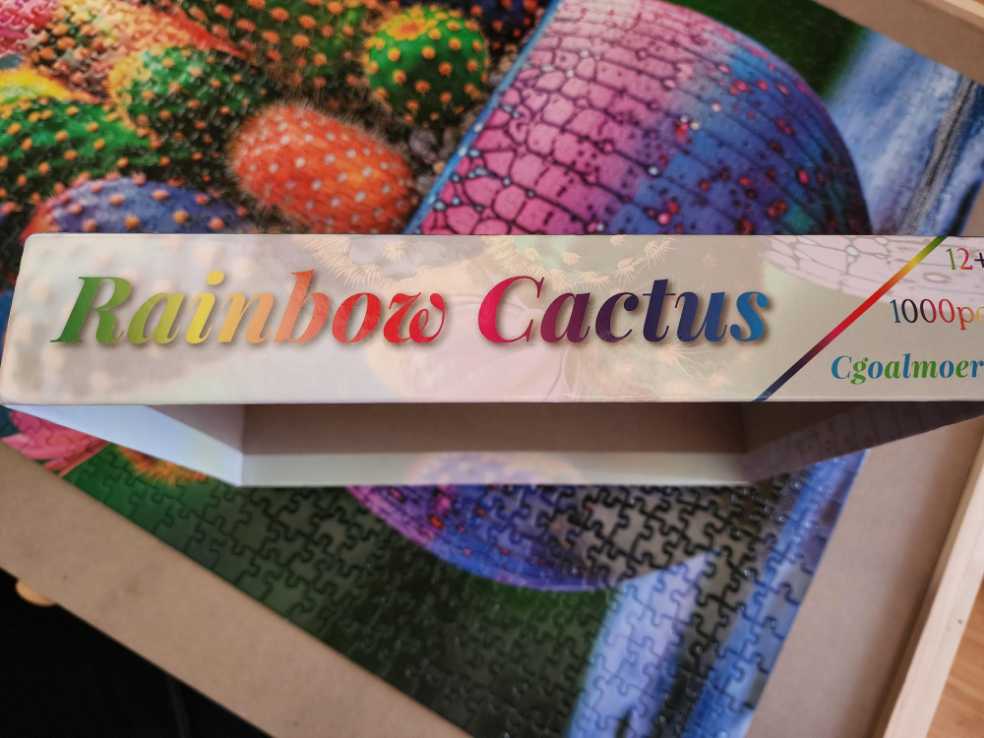 Rainbow Cactus
12+
1000pc
Cgoalmoer